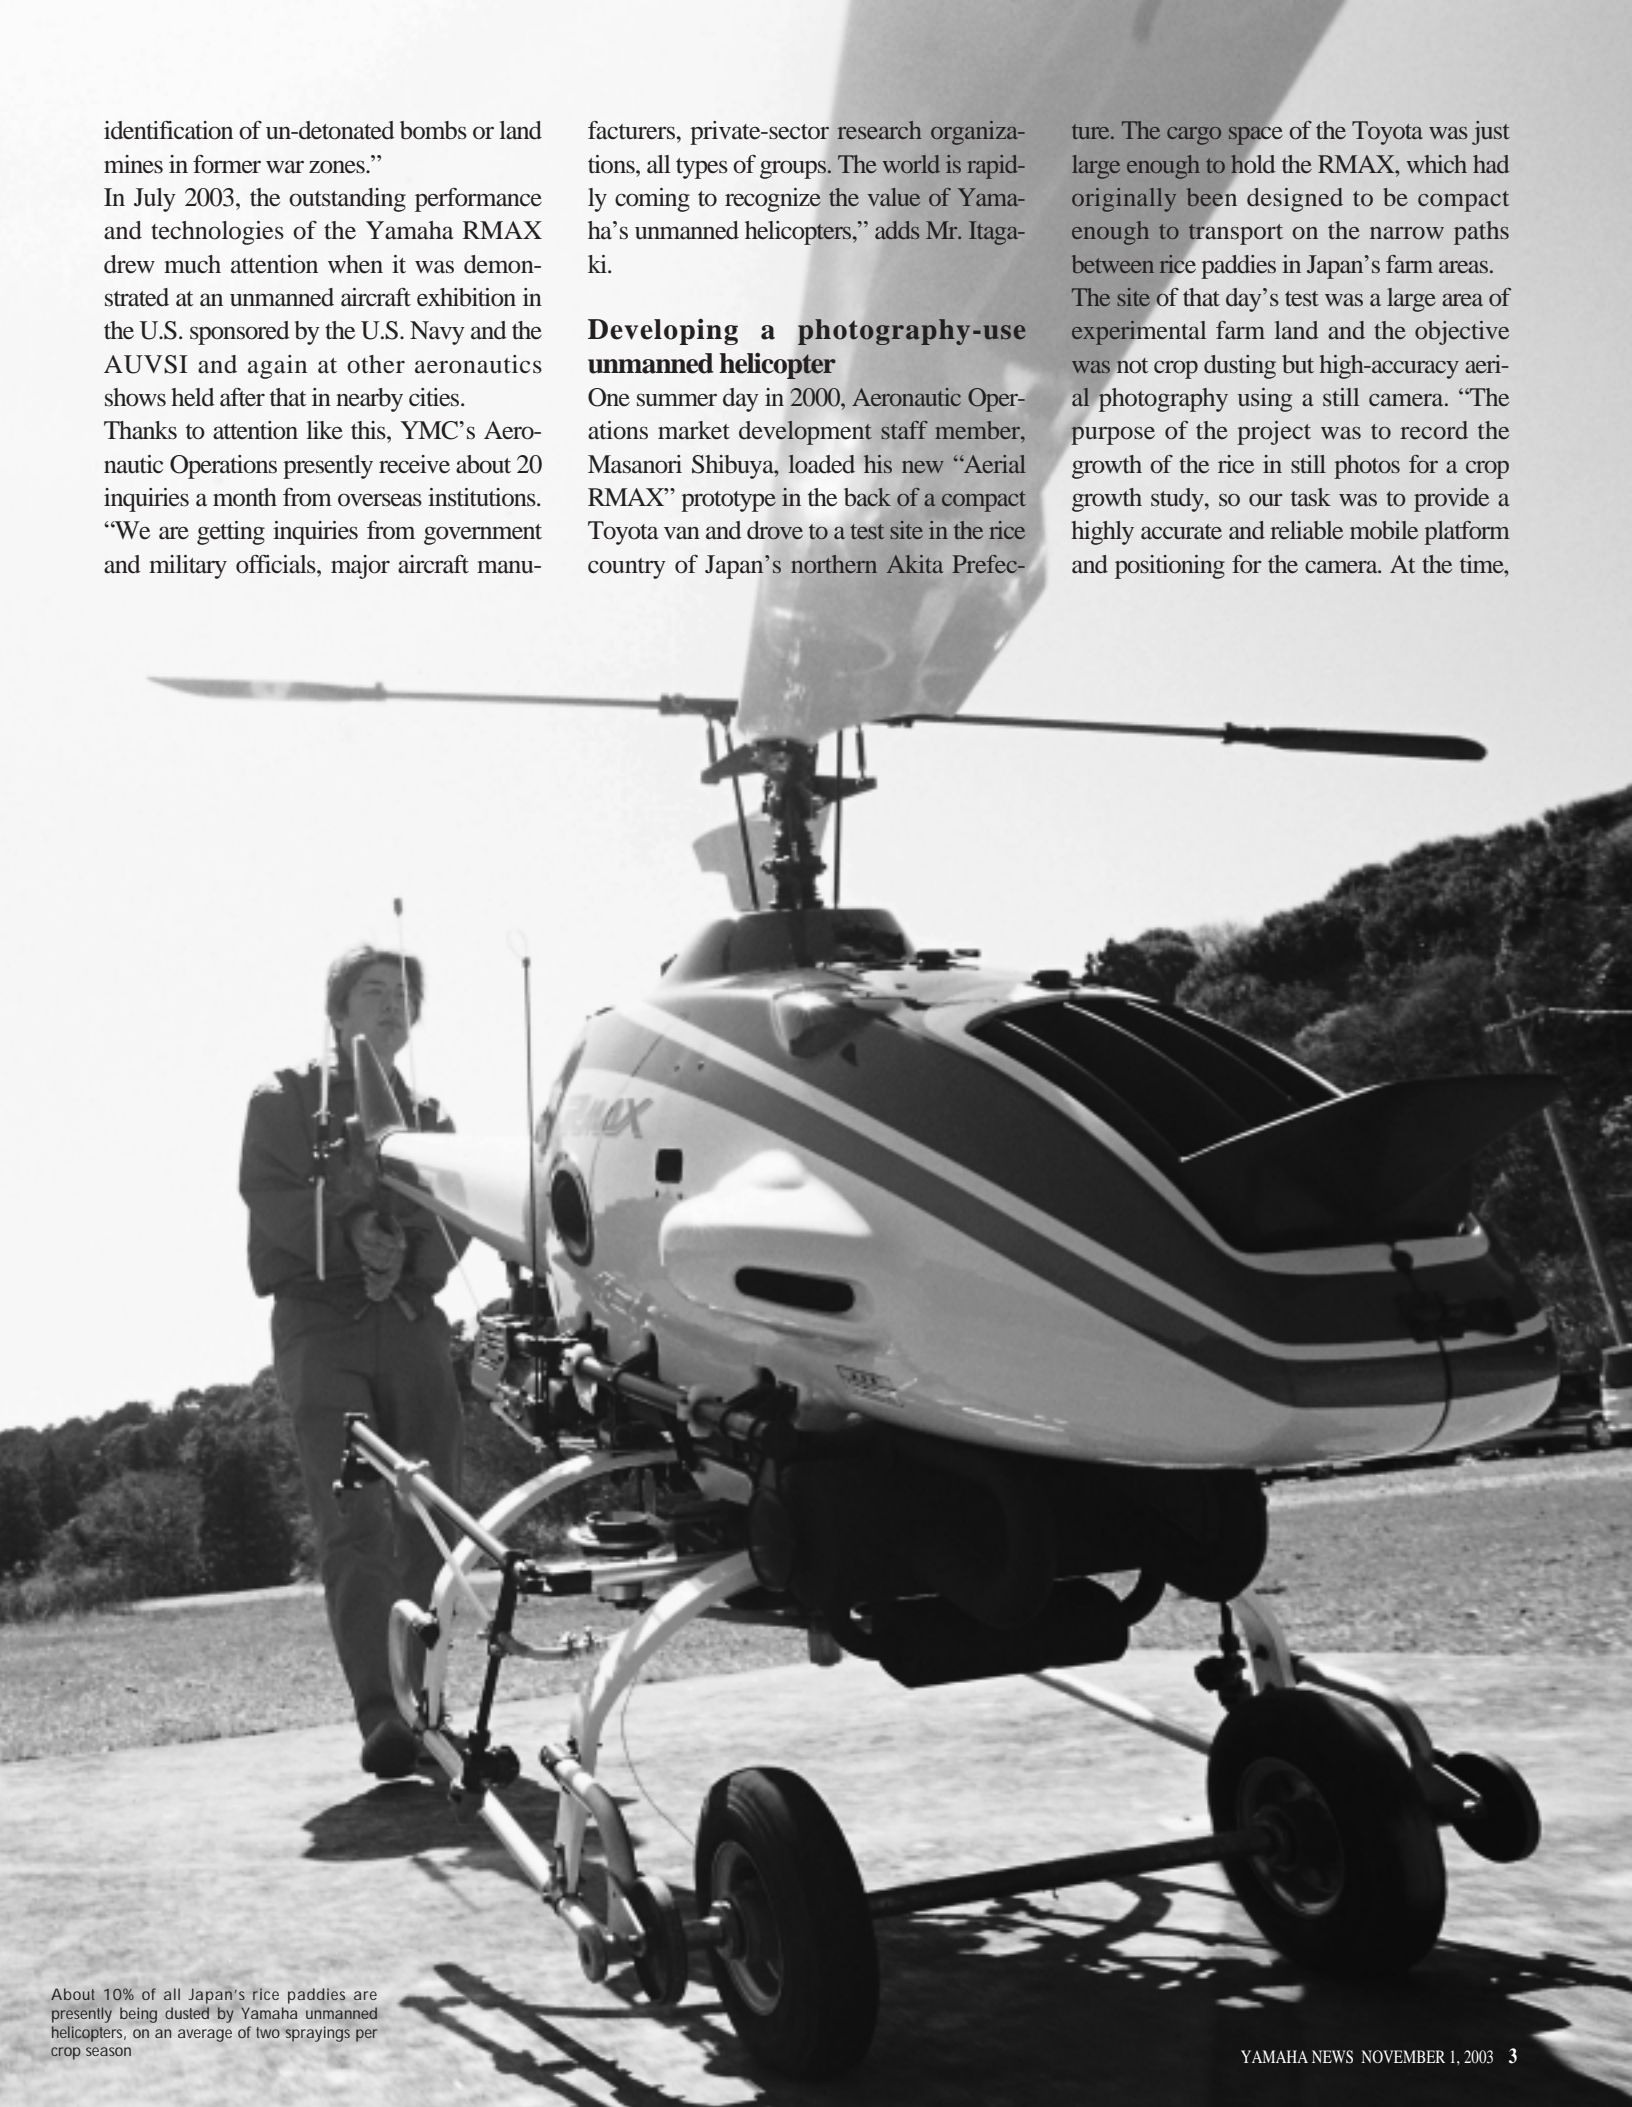 identification of un-detonated bombs or land
mines in former war zones.”
In July 2003, the outstanding performance
and technologies of the Yamaha RMAX
drew much attention when it was demon-
strated at an unmanned aircraft exhibition in
the U.S. sponsored by the U.S. Navy and the
AUVSI and again at other aeronautics
shows held after that in nearby cities.
Thanks to attention like this, YMC’s Aero-
nautic Operations presently receive about 20
inquiries a month from overseas institutions.
“We are getting inquiries from government
and military officials, major aircraft manu-
facturers, private-sector research organiza-
tions, all types of groups. The world is rapid-
ly coming to recognize the value of Yama-
ha’s unmanned helicopters,” adds Mr. Itaga-
ki.
Developing a photography-use
unmanned helicopter
One summer day in 2000, Aeronautic Oper-
ations market development staff member,
Masanori Shibuya, loaded his new “Aerial
RMAX” prototype in the back of a compact
Toyota van and drove to a test site in the rice
country of Japan’s northern Akita Prefec-
ture. The cargo space of the Toyota was just
large enough to hold the RMAX, which had
originally been designed to be compact
enough to transport on the narrow paths
between rice paddies in Japan’s farm areas.
The site of that day’s test was a large area of
experimental farm land and the objective
was not crop dusting but high-accuracy aeri-
al photography using a still camera. “The
purpose of the project was to record the
growth of the rice in still photos for a crop
growth study, so our task was to provide a
highly accurate and reliable mobile platform
and positioning for the camera. At the time,
RMAX
About 10% of all Japan’s rice paddies are
presently being dusted by Yamaha unmanned
helicopters, on an average of two sprayings per
crop season
YAMAHA NEWS NOVEMBER 1, 2003 3